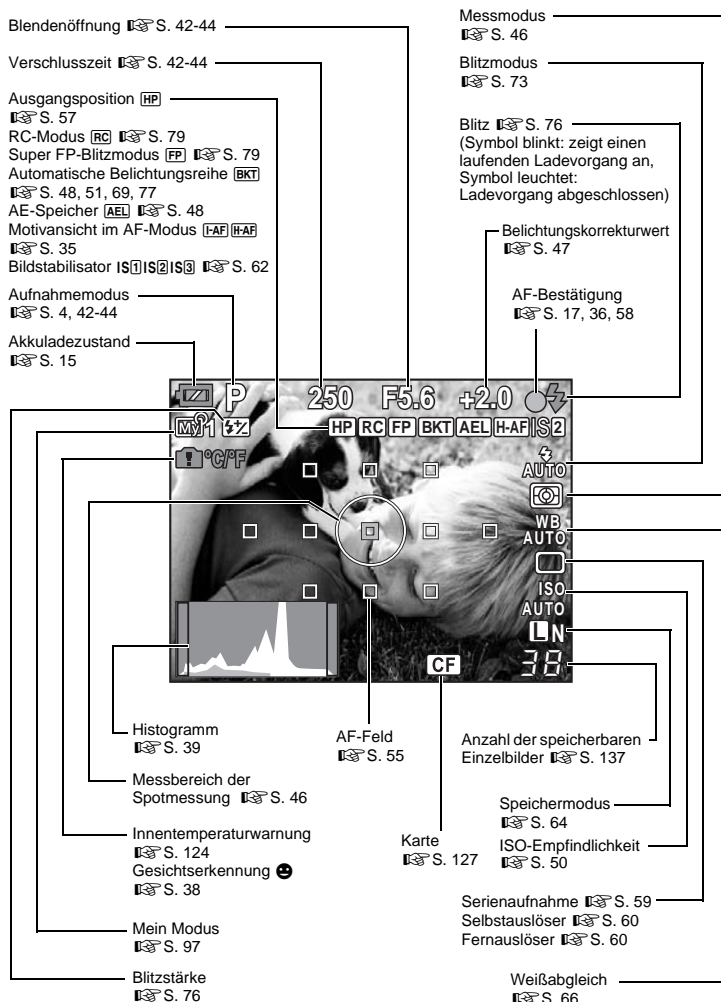 Blendenöffnung ☞S. 42-44
Verschlusszeit ☞S. 42-44
Ausgangsposition HP
☞S. 57
RC-Modus RC ☞S. 79
Super FP-Blitzmodus FP ☞S. 79
Automatische Belichtungsreihe BKT
☞S. 48, 51, 69, 77
AE-Speicher AEL ☞S. 48
Motivansicht im AF-Modus I-AF H-AF
☞S. 35
Bildstabilisator IS1 IS2 IS3 ☞S. 62
Aufnahmemodus
☞S. 4, 42-44
Akkuladezustand
☞S. 15
Messmodus
☞S. 46
Blitzmodus
☞S. 73
Blitz ☞S. 76
(Symbol blinkt: zeigt einen
laufenden Ladevorgang an,
Symbol leuchtet:
Ladevorgang abgeschlossen)
Belichtungskorrekturwert
☞S. 47
AF-Bestätigung
☞S. 17, 36, 58
P 250 F5.6 +2.0
My1 HP RC FP BKT AEL H-AF IS2
°C/°F
AUTO
WB
AUTO
ISO
AUTO
L N
CF 38
Histogramm
☞S. 39
Messbereich der
Spotmessung ☞S. 46
Innentemperaturwarnung
☞S. 124
Gesichtserkennung
☞S. 38
Mein Modus
☞S. 97
Blitzstärke
☞S. 76
AF-Feld
☞S. 55
Karte
☞S. 127
Anzahl der speicherbaren
Einzelbilder ☞S. 137
Speichermodus
☞S. 64
ISO-Empfindlichkeit
☞S. 50
Serienaufnahme ☞S. 59
Selbstauslöser ☞S. 60
Fernauslöser ☞S. 60
Weißabgleich
☞S. 66